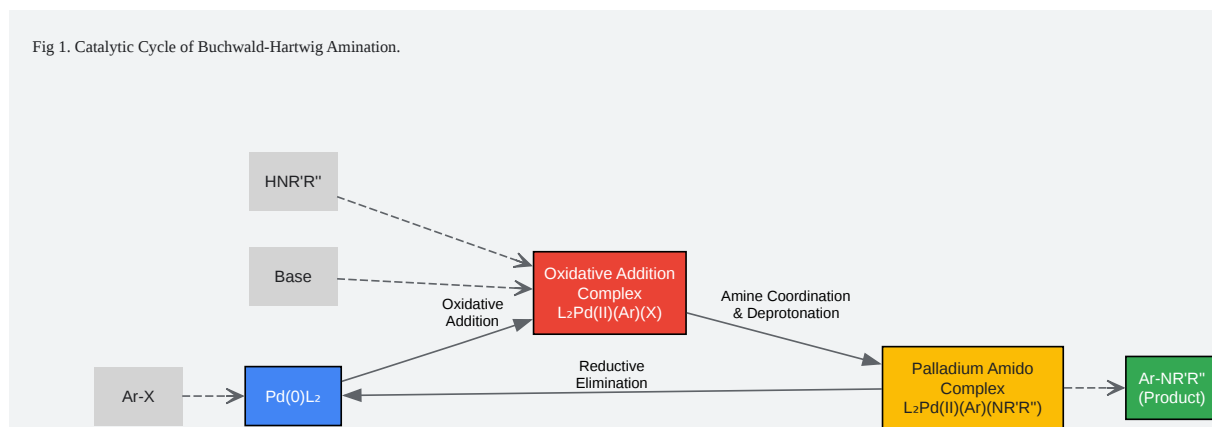 Fig 1. Catalytic Cycle of Buchwald-Hartwig Amination.
HNR'R"
Base
Oxidative Addition
Complex
L₂Pd(II)(Ar)(X)
Oxidative
Addition
Amine Coordination
& Deprotonation
Reductive
Elimination
Ar-X
Pd(0)L₂
Palladium Amido
Complex
L₂Pd(II)(Ar)(NR'R")
Ar-NR'R"
(Product)